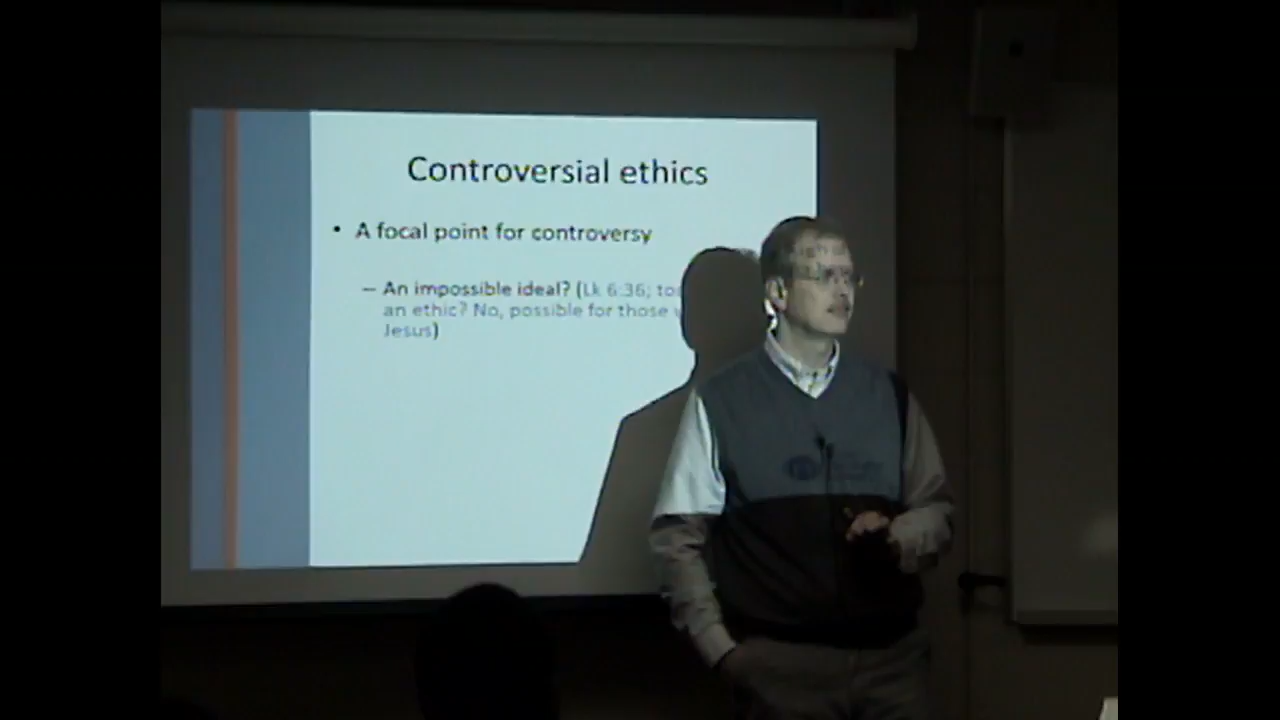 Controversial ethics
• A focal point for controversy
– An impossible ideal? (Lk 6:36;
an ethic? No, possible for those
Jesus)